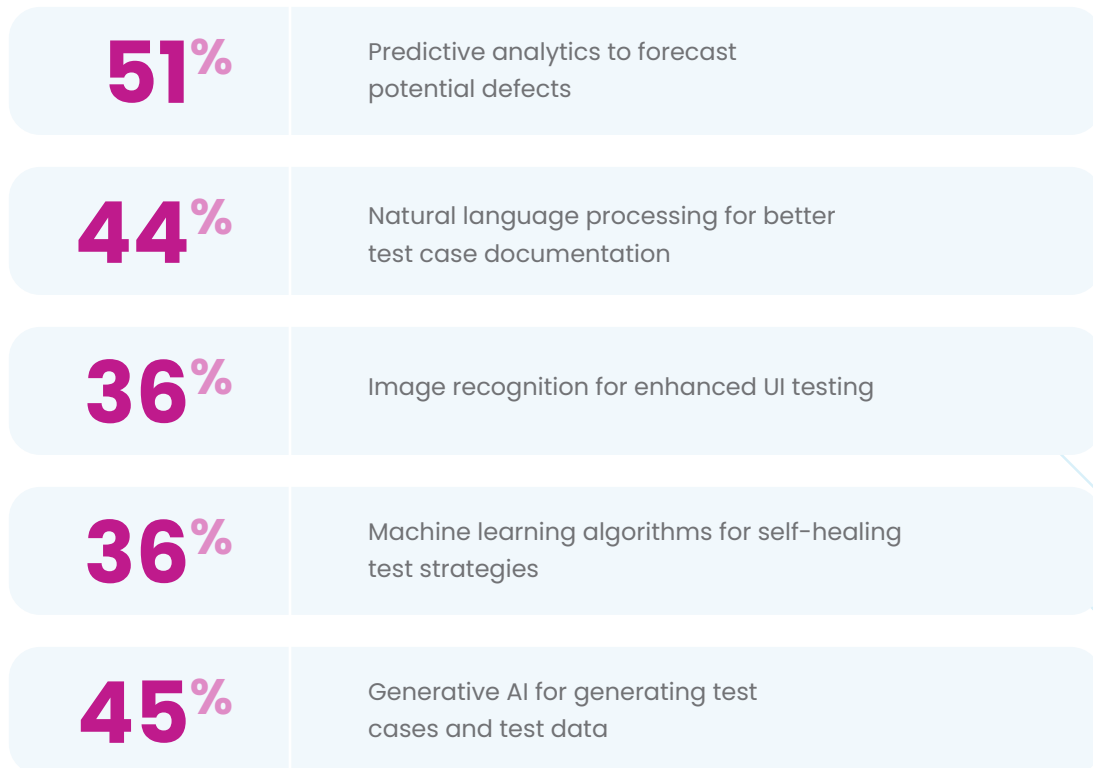 51%
Predictive analytics to forecast
potential defects
44%
Natural language processing for better
test case documentation
36%
Image recognition for enhanced UI testing
36%
Machine learning algorithms for self-healing
test strategies
45%
Generative AI for generating test
cases and test data